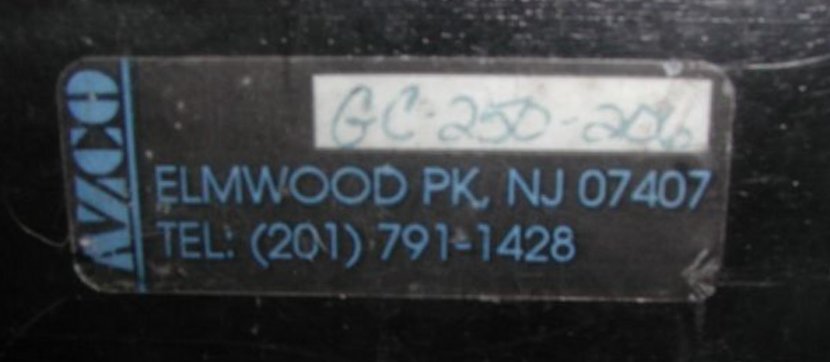 AZCO
GC-250-206
ELMWOOD PK, NJ 07407
TEL: (201) 791-1428